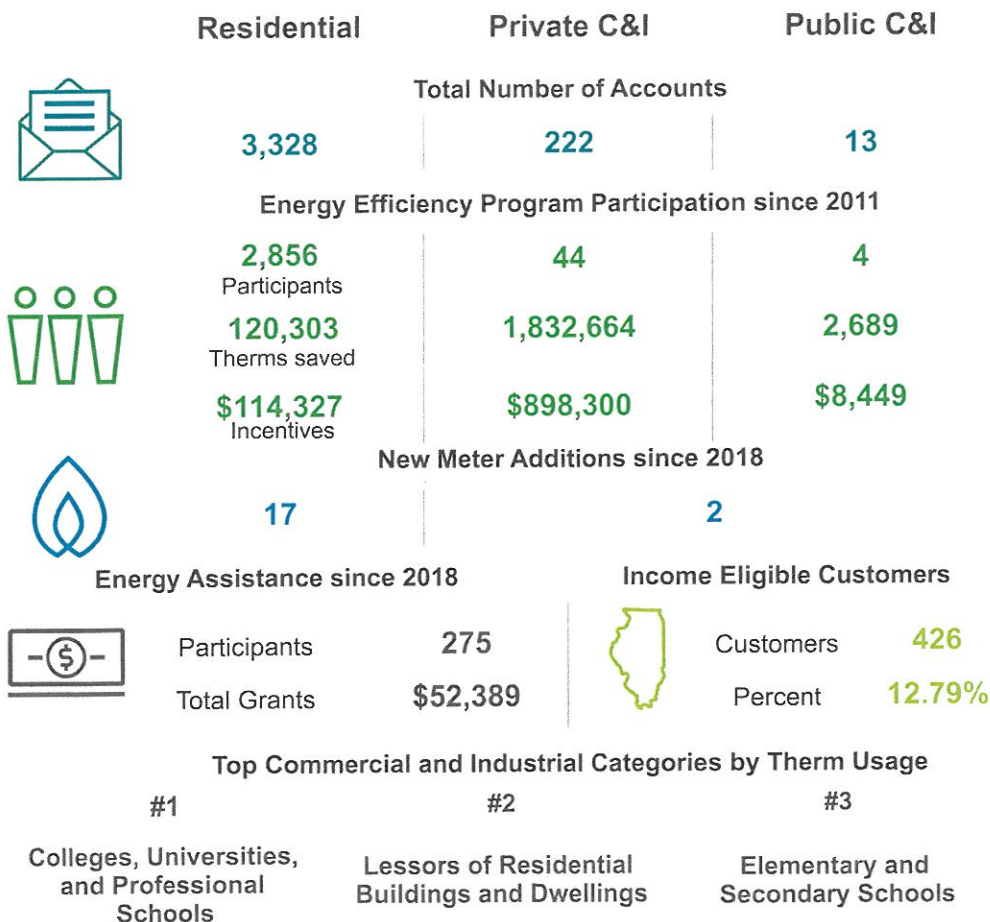 Residential Private C&I Public C&I
Total Number of Accounts
3,328 222 13
Energy Efficiency Program Participation since 2011
2,856 44 4
Participants
120,303 1,832,664 2,689
Therms saved
$114,327 $898,300 $8,449
Incentives
New Meter Additions since 2018
17 2
Energy Assistance since 2018 Income Eligible Customers
-($)-
Participants 275 Customers 426
Total Grants $52,389 Percent 12.79%
Top Commercial and Industrial Categories by Therm Usage
#1 #2 #3
Colleges, Universities,
and Professional
Schools
Lessors of Residential
Buildings and Dwellings
Elementary and
Secondary Schools